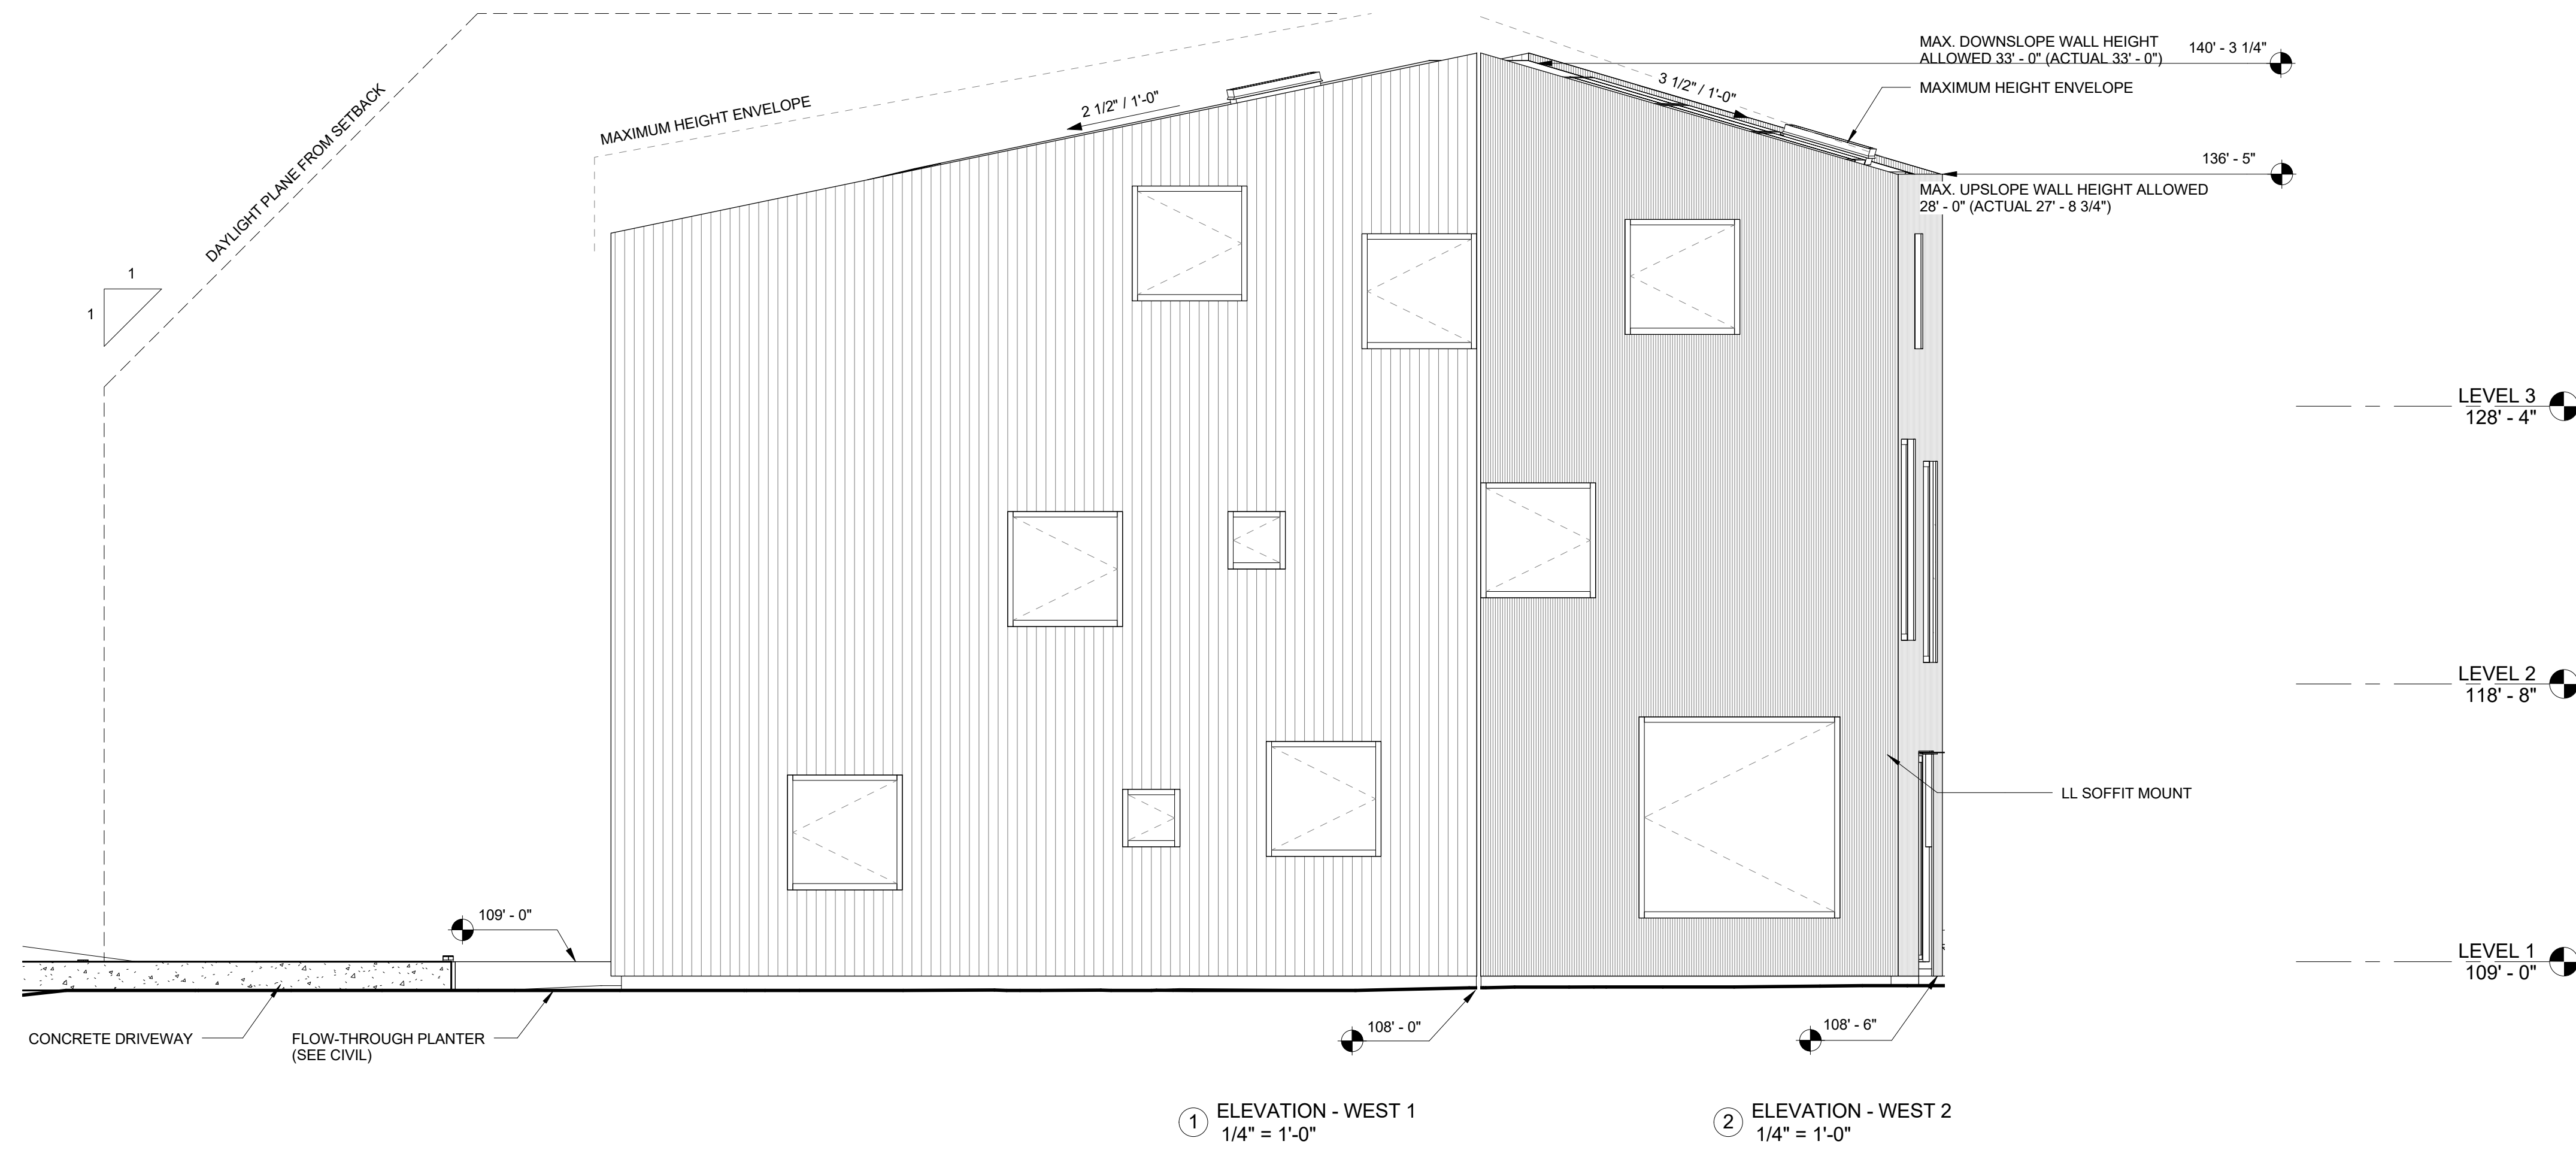 MAX. DOWNSLOPE WALL HEIGHT
ALLOWED 33' - 0" (ACTUAL 33' - 0")
140' - 3 1/4"
MAXIMUM HEIGHT ENVELOPE
3 1/2" / 1'-0"
2 1/2" / 1'-0"
MAXIMUM HEIGHT ENVELOPE
DAYLIGHT PLANE FROM SETBACK
136' - 5"
MAX. UPSLOPE WALL HEIGHT ALLOWED
28' - 0" (ACTUAL 27' - 8 3/4")
1
1
LEVEL 3
128' - 4"
LEVEL 2
118' - 8"
LL SOFFIT MOUNT
109' - 0"
LEVEL 1
109' - 0"
CONCRETE DRIVEWAY
FLOW-THROUGH PLANTER
(SEE CIVIL)
108' - 0"
108' - 6"
1 ELEVATION - WEST 1
1/4" = 1'-0"
2 ELEVATION - WEST 2
1/4" = 1'-0"